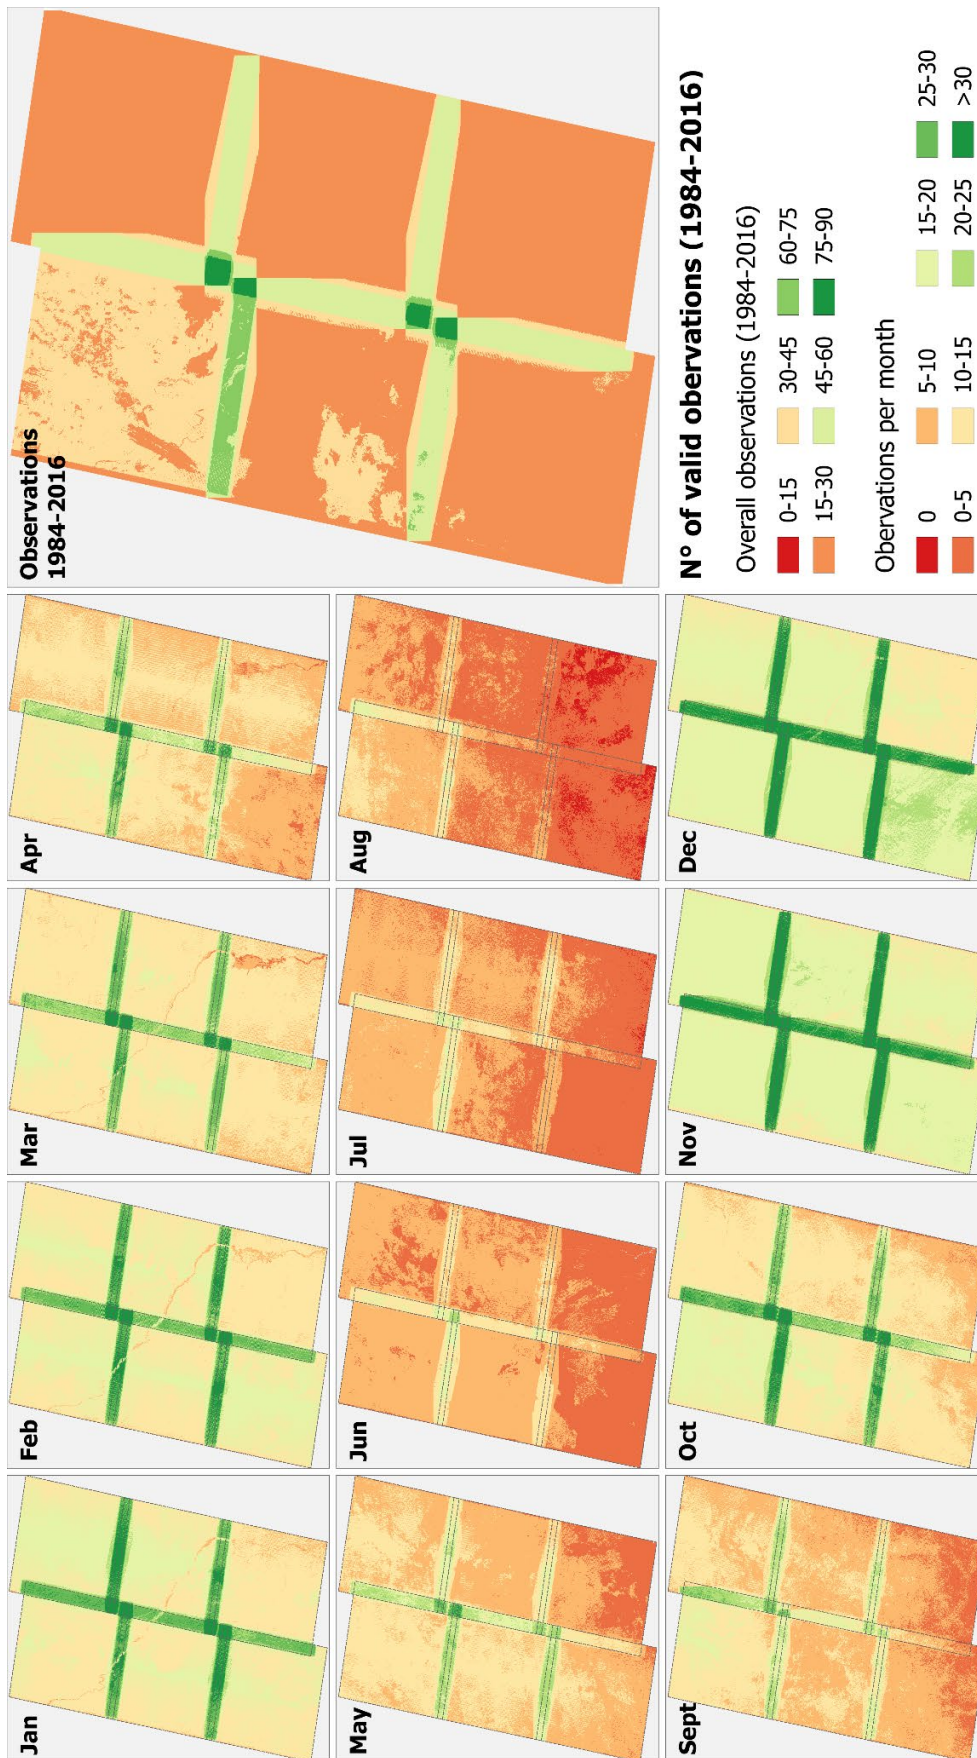 Jan
Feb
Mar
Apr
Observations
1984-2016
May
Jun
Jul
Aug
Sept
Oct
Nov
Dec
N° of valid obervations (1984-2016)
Overall observations (1984-2016)
0-15
30-45
60-75
15-30
45-60
75-90
Obervations per month
0
5-10
15-20
25-30
0-5
10-15
20-25
>30